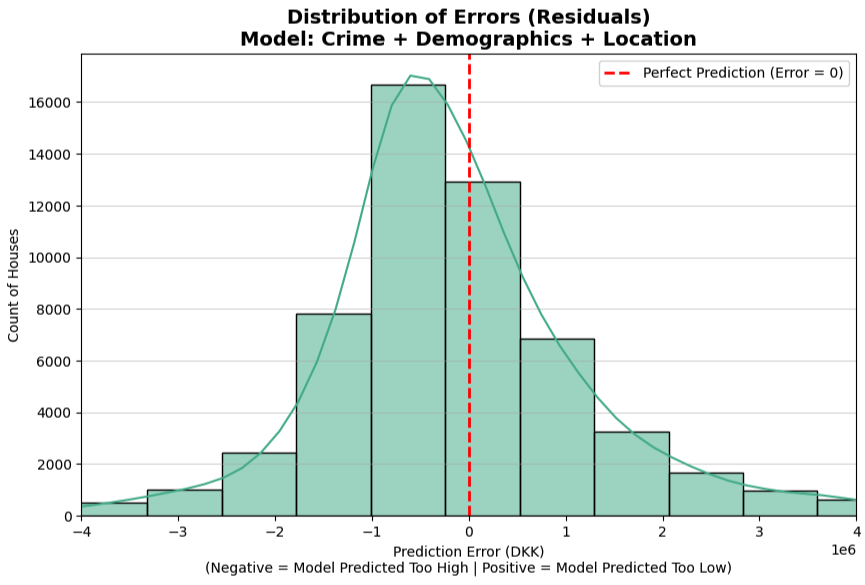 Distribution of Errors (Residuals)
Model: Crime + Demographics + Location
Perfect Prediction (Error = 0)
Count of Houses
16000
14000
12000
10000
8000
6000
4000
2000
0
−4 −3 −2 −1 0 1 2 3 4
1e6
Prediction Error (DKK)
(Negative = Model Predicted Too High | Positive = Model Predicted Too Low)